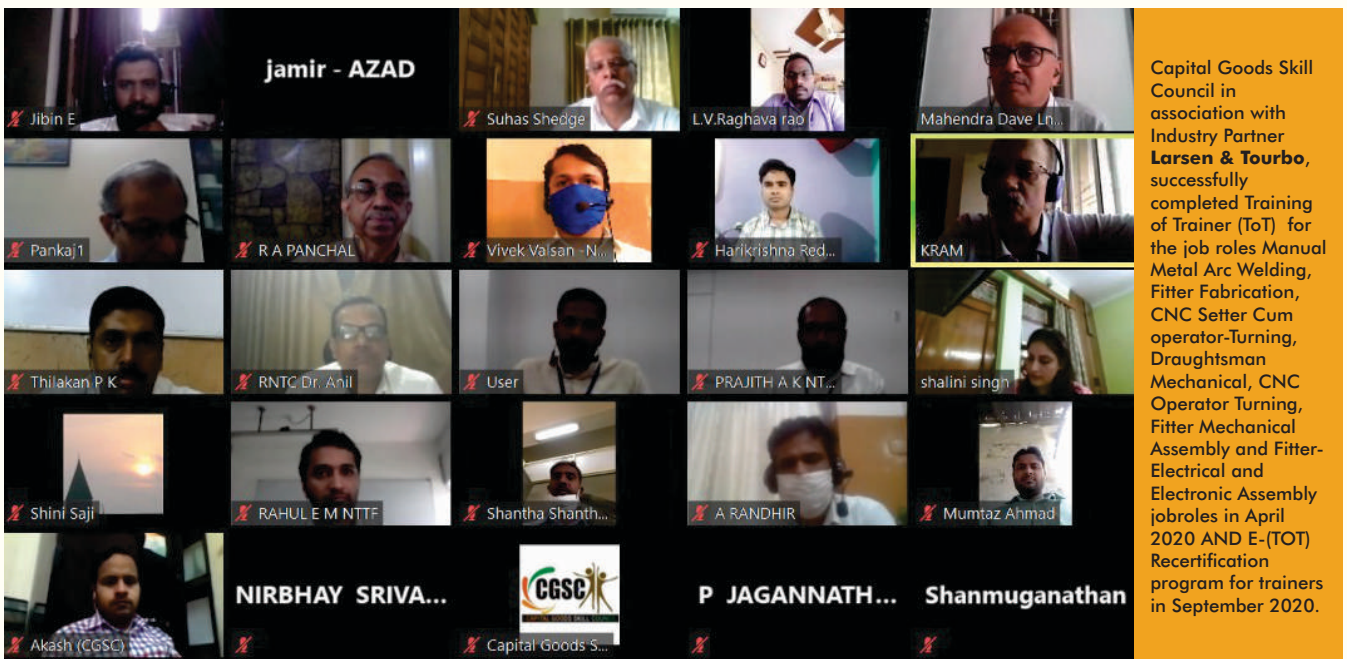 Jibin E
jamir - AZAD
Suhas Shedge
L.V.Raghava rao
Mahendra Dave Ln...
Pankaj1
R A PANCHAL
Vivek Valsan -N...
Harikrishna Red...
KRAM
Thilakan P K
RNTC Dr. Anil
User
PRAJITH A K NT...
shalini singh
Shini Saji
RAHUL E M NTTF
Shantha Shanth...
A RANDHIR
Mumtaz Ahmad
Akash (CGSC)
NIRBHAY SRIVA...
CGSC
CAPITAL GOODS SKILL COUNCIL
Capital Goods S...
P JAGANNATH...
Shanmuganathan
Capital Goods Skill
Council in
association with
Industry Partner
Larsen & Tourbo,
successfully
completed Training
of Trainer (ToT) for
the job roles Manual
Metal Arc Welding,
Fitter Fabrication,
CNC Setter Cum
operator-Turning,
Draughtsman
Mechanical, CNC
Operator Turning,
Fitter Mechanical
Assembly and Fitter-
Electrical and
Electronic Assembly
jobroles in April
2020 AND E-(TOT)
Recertification
program for trainers
in September 2020.